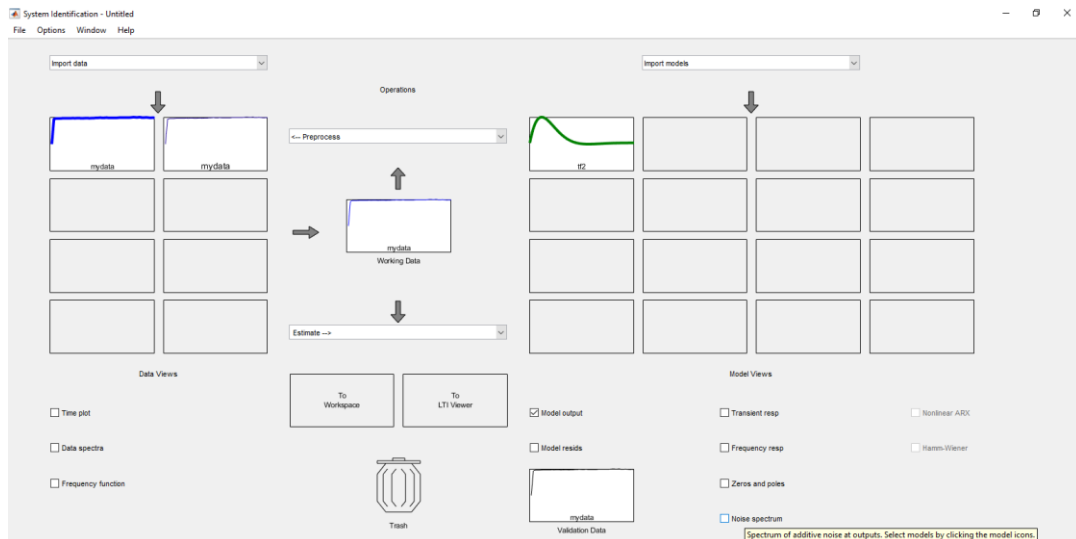 System Identification - Untitled
File Options Window Help
Import data
Import models
Operations
<-- Preprocess
mydata
mydata
tf2
mydata
Working Data
Estimate -->
Data Views
Model Views
To
Workspace
To
LTI Viewer
Time plot
Model output
Transient resp
Nonlinear ARX
Data spectra
Model resids
Frequency resp
Hamm-Wiener
Frequency function
Zeros and poles
Trash
mydata
Validation Data
Noise spectrum
Spectrum of additive noise at outputs. Select models by clicking the model icons.